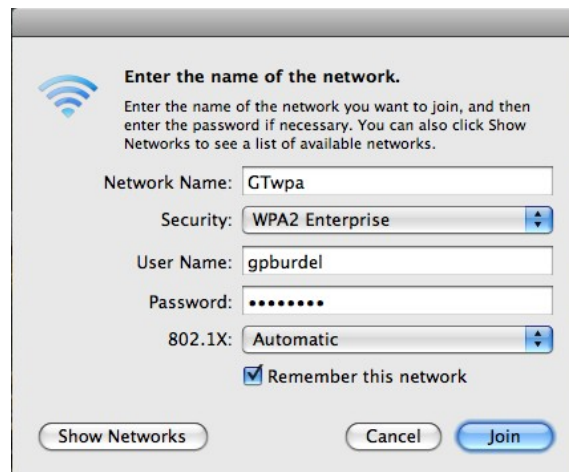 Enter the name of the network.
Enter the name of the network you want to join, and then
enter the password if necessary. You can also click Show
Networks to see a list of available networks.
Network Name: GTwpa
Security: WPA2 Enterprise
User Name: gpburdel
Password: ••••••••
802.1X: Automatic
Remember this network
Show Networks Cancel Join